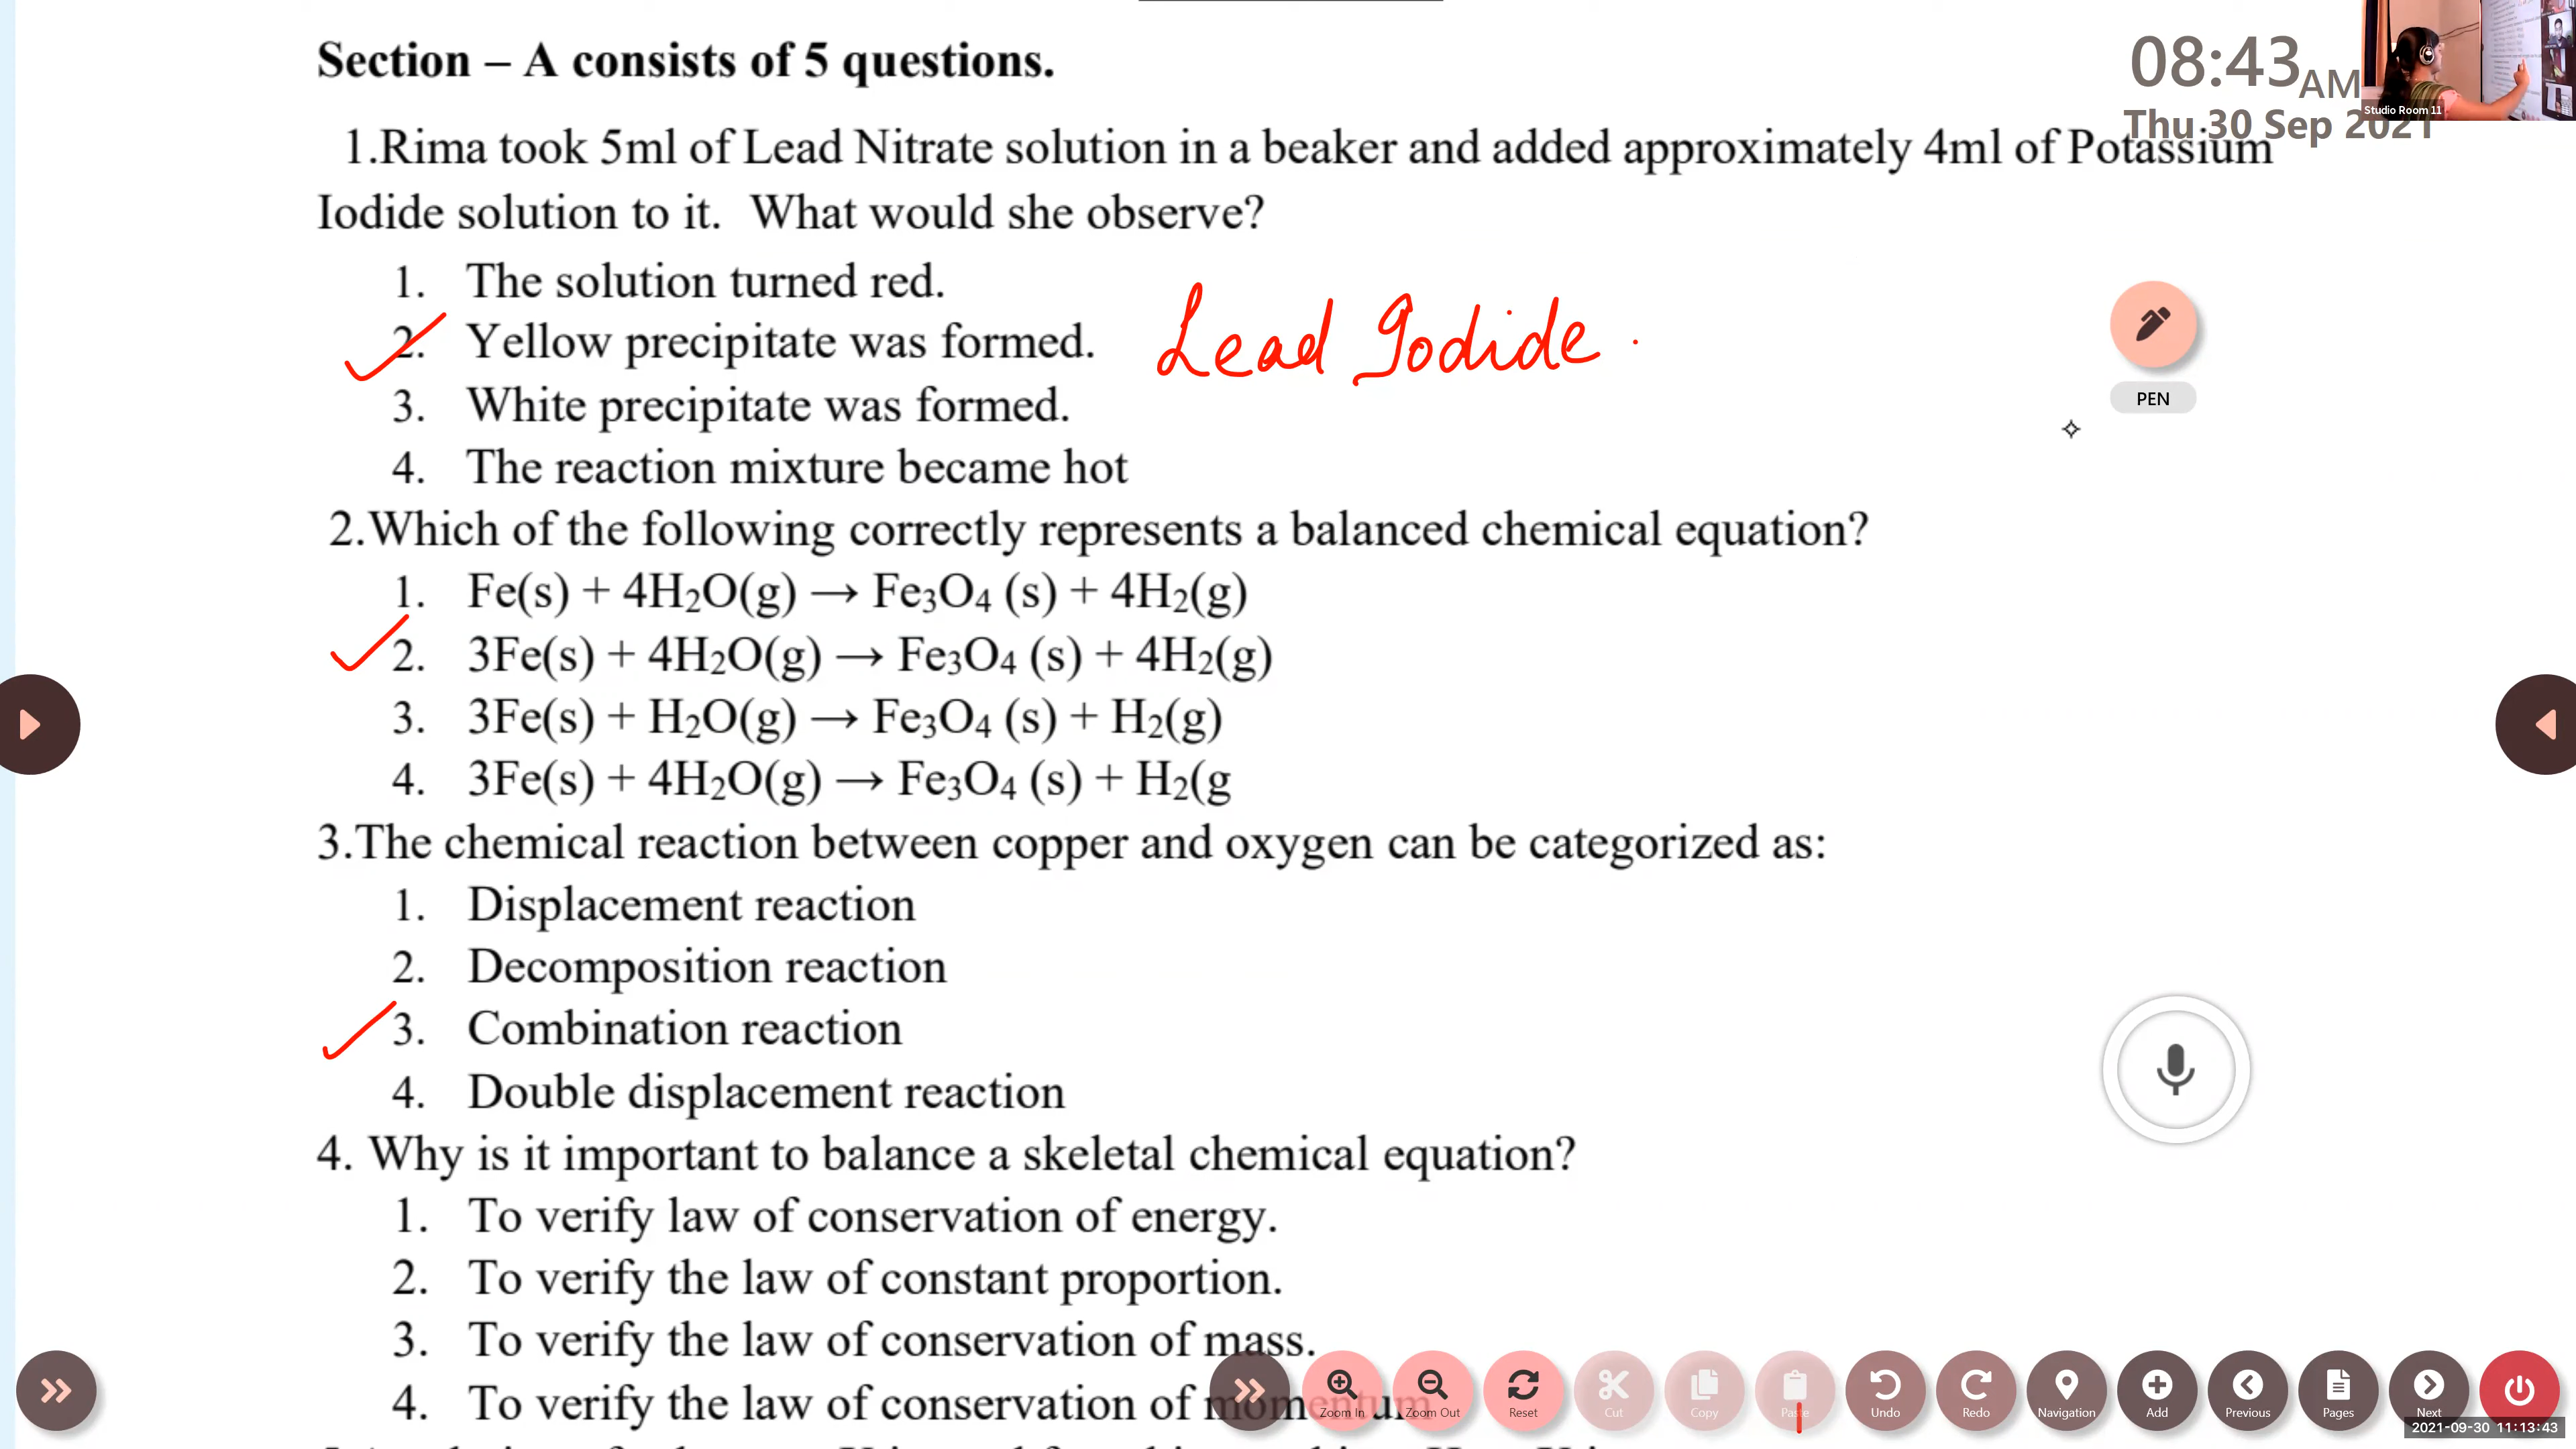 Section – A consists of 5 questions.
08:43 AM
Studio Room 11
Thu 30 Sep 2021
1.Rima took 5ml of Lead Nitrate solution in a beaker and added approximately 4ml of Potassium
Iodide solution to it. What would she observe?
1. The solution turned red.
2. Yellow precipitate was formed. Lead Iodide.
3. White precipitate was formed.
4. The reaction mixture became hot
PEN
2.Which of the following correctly represents a balanced chemical equation?
1. Fe(s) + 4H₂O(g) → Fe₃O₄ (s) + 4H₂(g)
2. 3Fe(s) + 4H₂O(g) → Fe₃O₄ (s) + 4H₂(g)
3. 3Fe(s) + H₂O(g) → Fe₃O₄ (s) + H₂(g)
4. 3Fe(s) + 4H₂O(g) → Fe₃O₄ (s) + H₂(g
3.The chemical reaction between copper and oxygen can be categorized as:
1. Displacement reaction
2. Decomposition reaction
3. Combination reaction
4. Double displacement reaction
4. Why is it important to balance a skeletal chemical equation?
1. To verify law of conservation of energy.
2. To verify the law of constant proportion.
3. To verify the law of conservation of mass.
4. To verify the law of conservation of momentum
Zoom In Zoom Out Reset Cut Copy Paste Undo Redo Navigation Add Previous Pages Next
2021-09-30 11:13:43